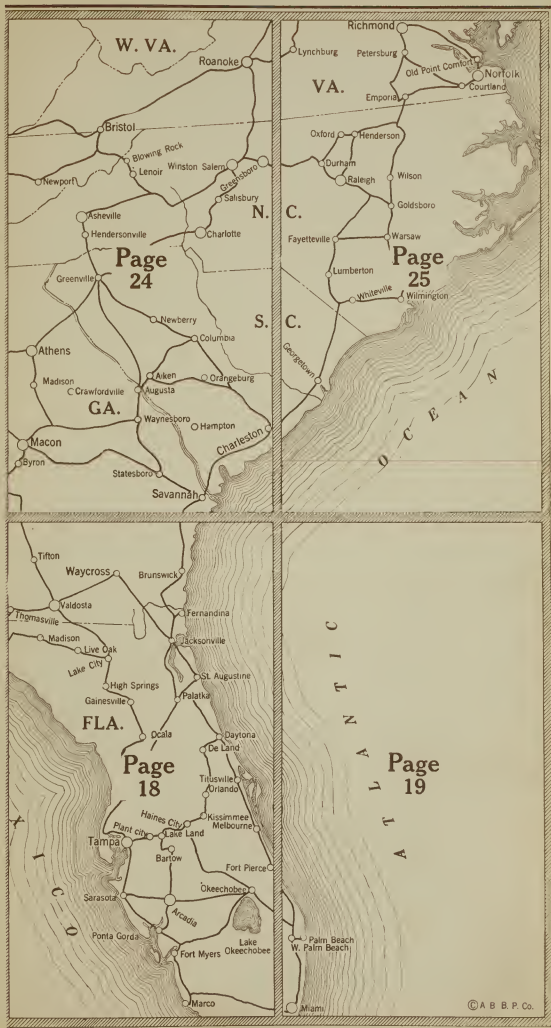 W. VA.
Roanoke
Bristol
Blowing Rock
Lenoir
Winston Salem
Greensboro
Newport
Salsbury
N.
Asheville
Hendersonville
Charlotte
Page
24
Greenville
Newberry
S.
Columbia
Athens
Aiken
Orangeburg
Madison
Crawfordville
Augusta
GA.
Waynesboro
Hampton
Macon
Charleston
Byron
Statesboro
Savannah
Richmond
Lynchburg
Petersburg
VA.
Old Point Comfort
Norfolk
Courtland
Emporia
Oxford
Henderson
Durham
Raleigh
Wilson
Goldsboro
C.
Fayetteville
Warsaw
Page
25
Lumberton
Whiteville
Wilmington
C.
Georgetown
OCEAN
Tifton
Waycross
Brunswick
Valdosta
Thomasville
Fernandina
Madison
Live Oak
Jacksonville
Lake City
High Springs
St. Augustine
Gainesville
Palatka
FLA.
Ocala
Daytona
De Land
Page
18
Titusville
Orlando
Haines City
Kissimmee
Melbourne
Plant city
Lake Land
Tampa
Bartow
Fort Pierce
Okeechobee
Sarasota
Arcadia
Ponta Gorda
Lake
Okeechobee
Fort Myers
Marco
X I C O
ATLANTIC
Page
19
Palm Beach
W. Palm Beach
Miami
© A B B. P. Co.